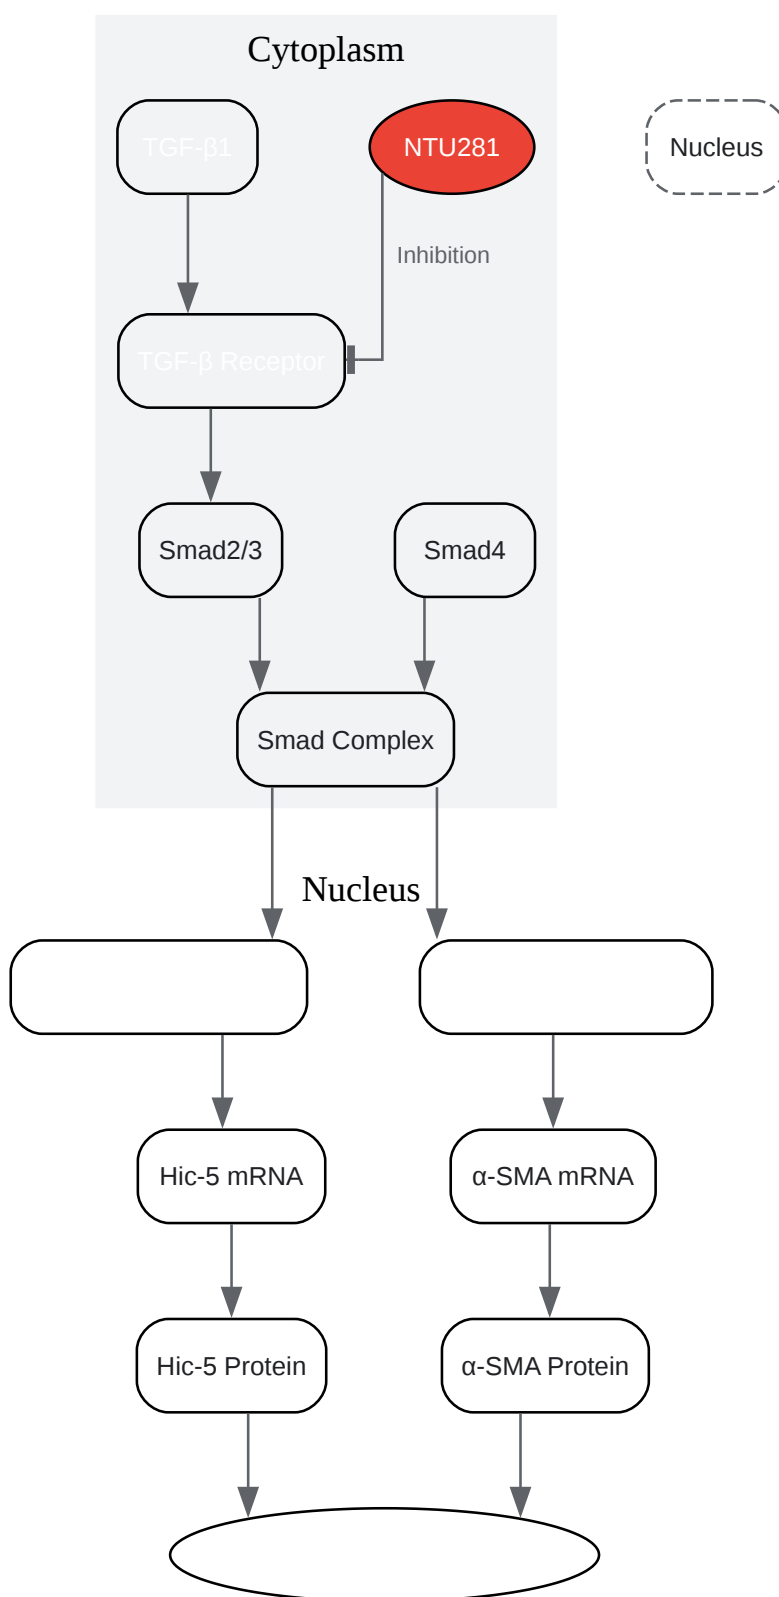 Cytoplasm
TGF-β1
NTU281
Nucleus
Inhibition
TGF-β Receptor
Smad2/3
Smad4
Smad Complex
Nucleus
Hic-5 mRNA
α-SMA mRNA
Hic-5 Protein
α-SMA Protein